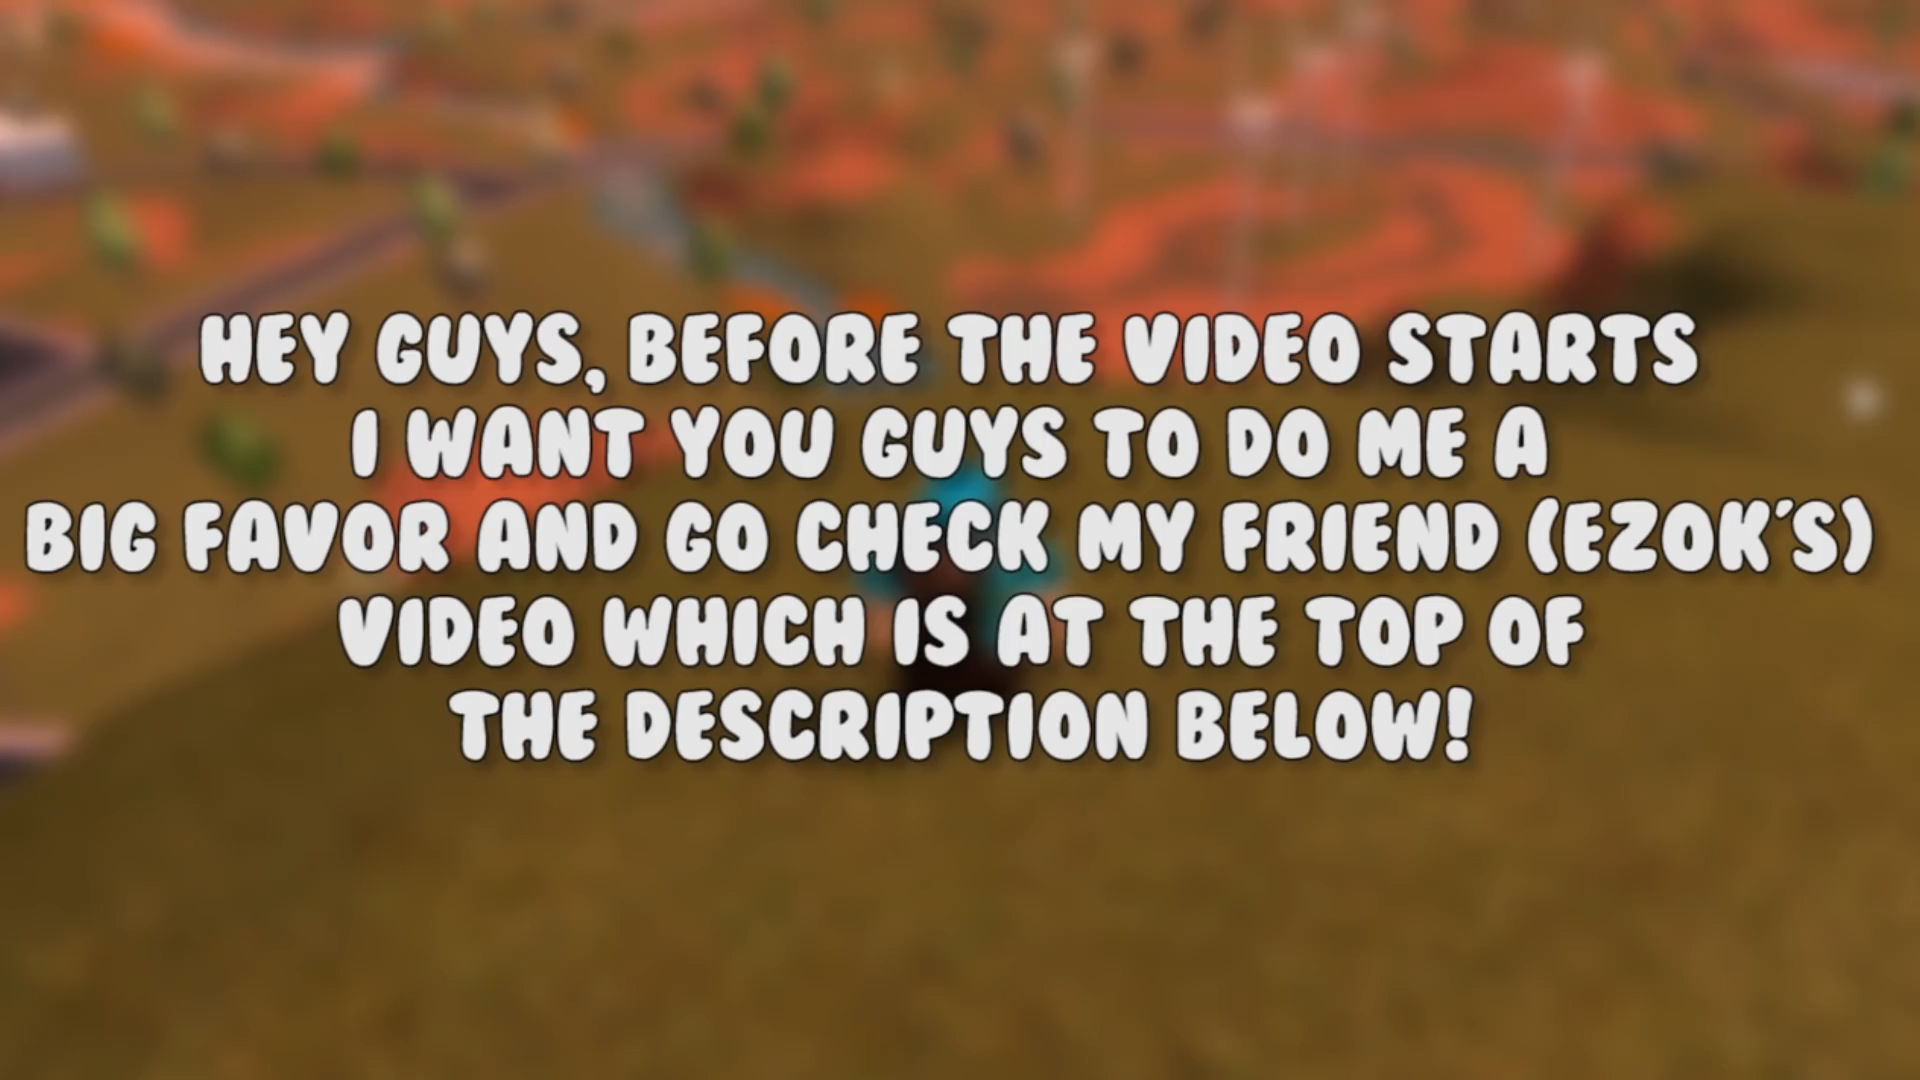 HEY GUYS, BEFORE THE VIDEO STARTS
I WANT YOU GUYS TO DO ME A
BIG FAVOR AND GO CHECK MY FRIEND (EZOK'S)
VIDEO WHICH IS AT THE TOP OF
THE DESCRIPTION BELOW!